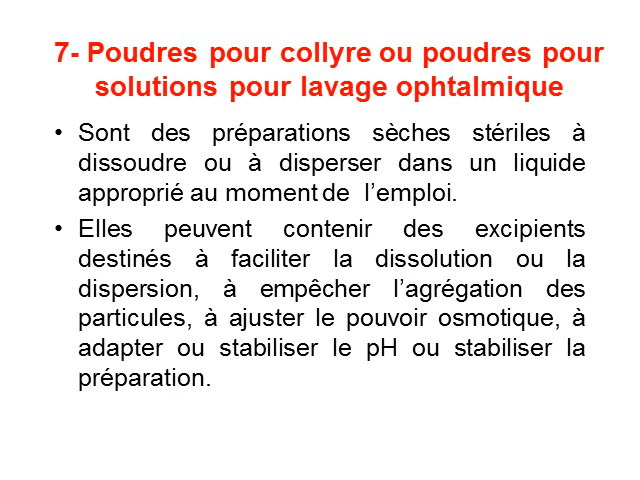 7- Poudres pour collyre ou poudres pour
solutions pour lavage ophtalmique
• Sont des préparations sèches stériles à
dissoudre ou à disperser dans un liquide
approprié au moment de l’emploi.
• Elles peuvent contenir des excipients
destinés à faciliter la dissolution ou la
dispersion, à empêcher l’agrégation des
particules, à ajuster le pouvoir osmotique, à
adapter ou stabiliser le pH ou stabiliser la
préparation.